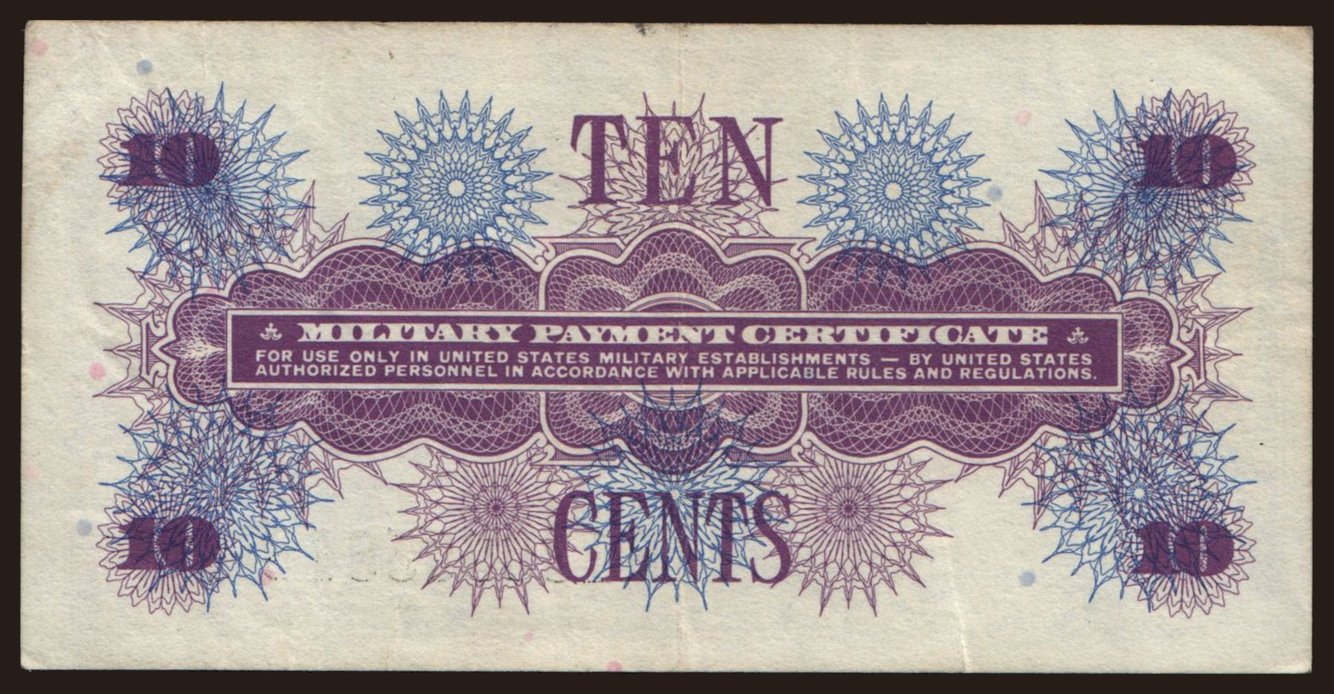 10 TEN 10
MILITARY PAYMENT CERTIFICATE
FOR USE ONLY IN UNITED STATES MILITARY ESTABLISHMENTS — BY UNITED STATES
AUTHORIZED PERSONNEL IN ACCORDANCE WITH APPLICABLE RULES AND REGULATIONS.
10 CENTS 10